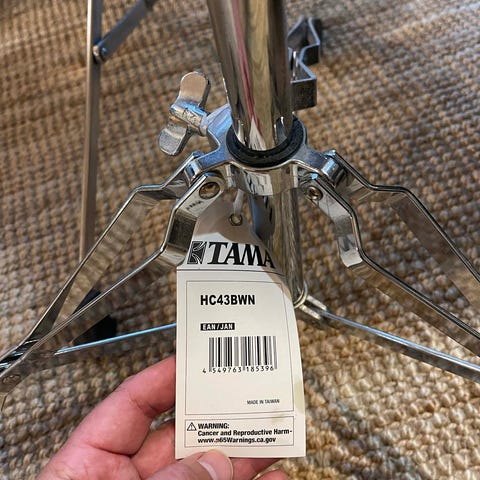 TAMA
HC43BWN
EAN/JAN
4 549763 185396
MADE IN TAIWAN
WARNING:
Cancer and Reproductive Harm-
www.p65Warnings.ca.gov